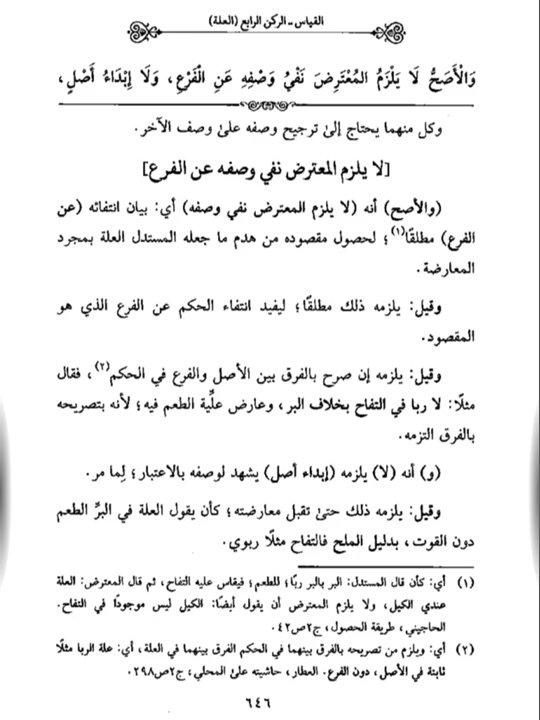 القياس - الركن الرابع (العلة)
وَالْأَصَحُّ لَا يَلْزَمُ المُعْتَرِضَ نَفْيُ وَصْفِهِ عَنِ الْفَرْعِ، وَلَا إِبْدَاءُ أَصْلٍ،
وكل منهما يحتاج إلى ترجيح وصفه على وصف الآخر.
[لا يلزم المعترض نفي وصفه عن الفرع]
(والأصح) أنه (لا يلزم المعترض نفي وصفه) أي: بيان انتفائه (عن
الفرع) مطلقًا(١)؛ لحصول مقصوده من هدم ما جعله المستدل العلة بمجرد
المعارضة.
وقيل: يلزمه ذلك مطلقًا؛ ليفيد انتفاء الحكم عن الفرع الذي هو
المقصود.
وقيل: يلزمه إن صرح بالفرق بين الأصل والفرع في الحكم(٢)، فقال
مثلًا: لا ربا في التفاح بخلاف البر، وعارض علِّية الطعم فيه؛ لأنه بتصريحه
بالفرق التزمه.
(و) أنه (لا) يلزمه (إبداء أصل) يشهد لوصفه بالاعتبار؛ لِما مر.
وقيل: يلزمه ذلك حتى تقبل معارضته؛ كأن يقول العلة في البرِّ الطعم
دون القوت، بدليل الملح فالتفاح مثلًا ربوي.
(١) أي: كأن قال المستدل: البر بالبر ربًا؛ للطعم؛ فيقاس عليه التفاح، ثم قال المعترض: العلة
عندي الكيل، ولا يلزم المعترض أن يقول أيضًا: الكيل ليس موجودًا في التفاح.
الحاجيني، طريقة الحصول، ج٢ص٤٢.
(٢) أي: ويلزم من تصريحه بالفرق بينهما في الحكم الفرق بينهما في العلة، أي: علة الربا مثلًا
ثابتة في الأصل، دون الفرع. العطار، حاشيته على المحلي، ج٢ص٢٩٨.
٦٤٦